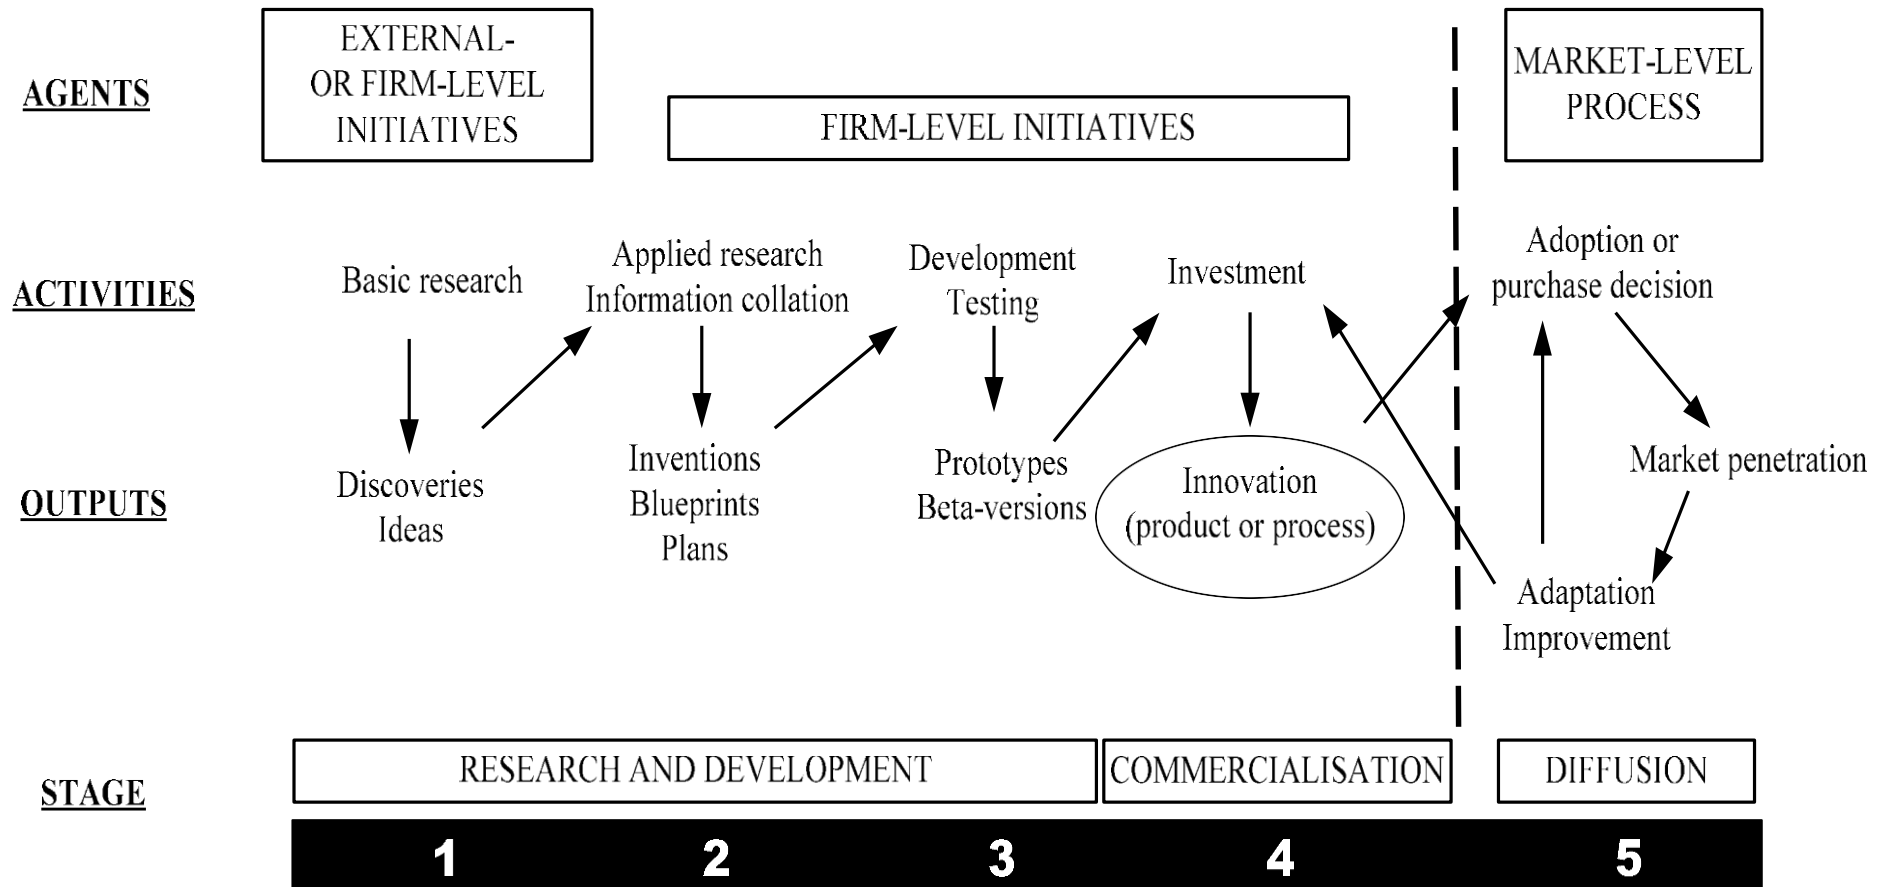 AGENTS
EXTERNAL-
OR FIRM-LEVEL
INITIATIVES
FIRM-LEVEL INITIATIVES
MARKET-LEVEL
PROCESS
ACTIVITIES
Basic research
Applied research
Information collation
Development
Testing
Investment
Adoption or
purchase decision
OUTPUTS
Discoveries
Ideas
Inventions
Blueprints
Plans
Prototypes
Beta-versions
Innovation
(product or process)
Market penetration
Adaptation
Improvement
STAGE
RESEARCH AND DEVELOPMENT
COMMERCIALISATION
DIFFUSION
1
2
3
4
5